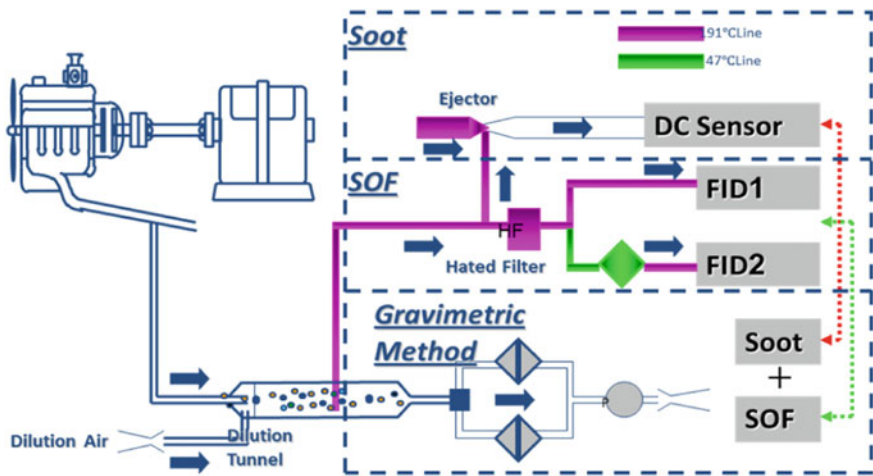 Soot
.91°CLine
47°CLine
Ejector
DC Sensor
SOF
FID1
HF
Hated Filter
FID2
Gravimetric
Method
Soot
+
SOF
P
Dilution Air
Dilution
Tunnel